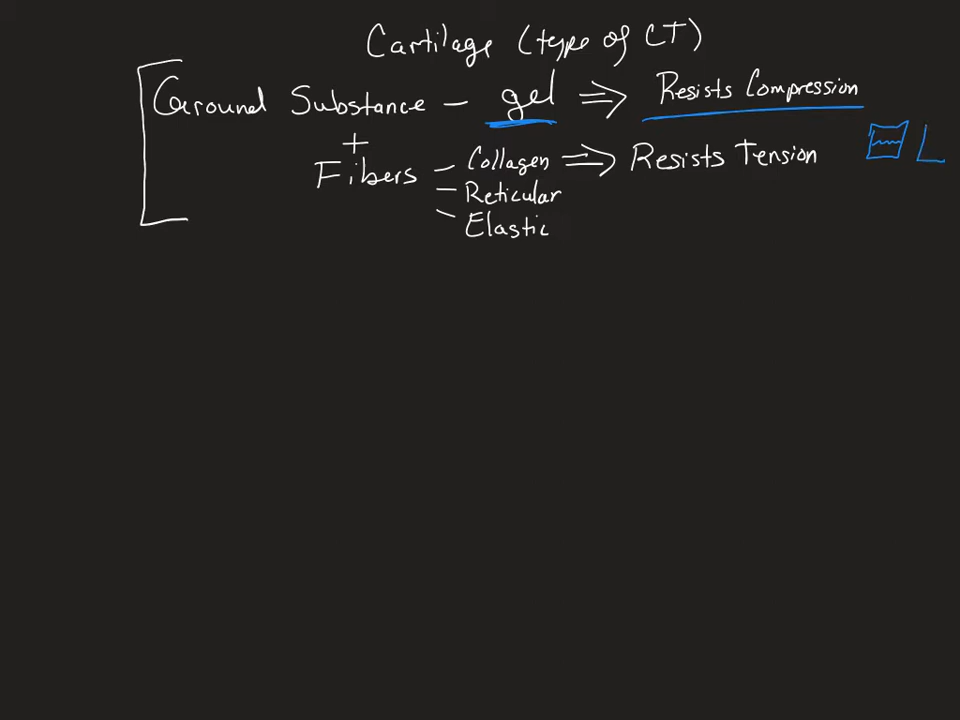 Cartilage (type of CT)
Ground Substance - gel ⇒ Resists Compression
+
Fibers - Collagen ⇒ Resists Tension
- Reticular
- Elastic